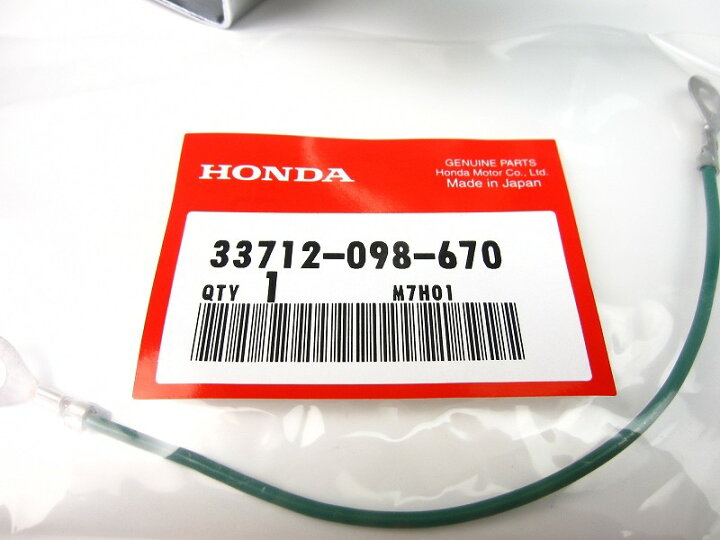 HONDA
GENUINE PARTS
Honda Motor Co., Ltd.
Made in Japan
33712-098-670
QTY 1 M7H01